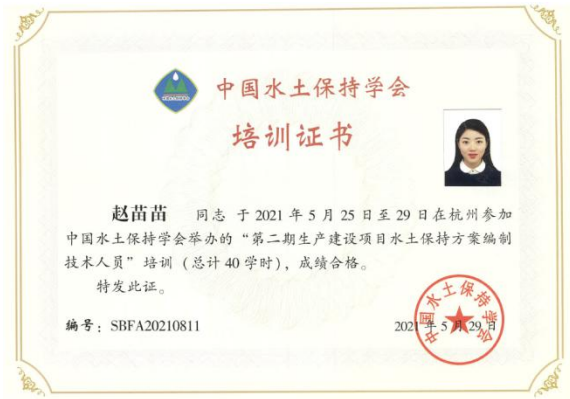 中国水土保持学会
培训证书
赵苗苗 同志 于 2021 年 5 月 25 日至 29 日在杭州参加
中国水土保持学会举办的“第二期生产建设项目水土保持方案编制
技术人员”培训（总计 40 学时），成绩合格。
特发此证。
编号：SBFA20210811
2021 年 5 月 29 日
中国水土保持学会